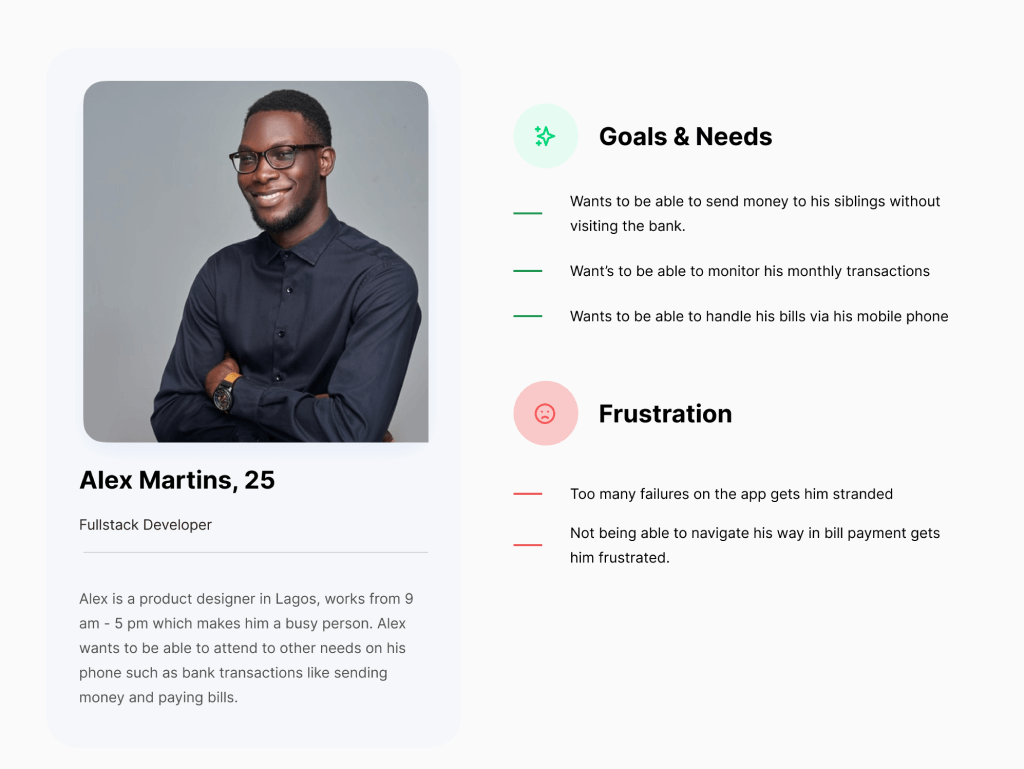 Alex Martins, 25
Fullstack Developer
Alex is a product designer in Lagos, works from 9
am - 5 pm which makes him a busy person. Alex
wants to be able to attend to other needs on his
phone such as bank transactions like sending
money and paying bills.
Goals & Needs
Wants to be able to send money to his siblings without
visiting the bank.
Want’s to be able to monitor his monthly transactions
Wants to be able to handle his bills via his mobile phone
Frustration
Too many failures on the app gets him stranded
Not being able to navigate his way in bill payment gets
him frustrated.